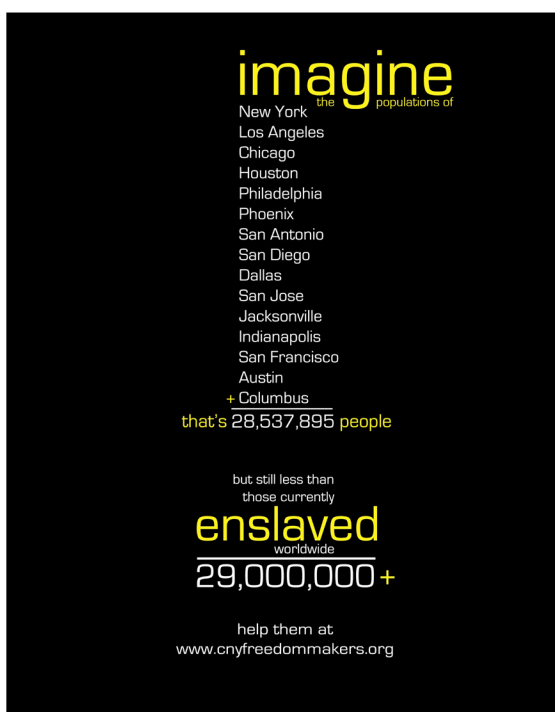 imagine
the populations of
New York
Los Angeles
Chicago
Houston
Philadelphia
Phoenix
San Antonio
San Diego
Dallas
San Jose
Jacksonville
Indianapolis
San Francisco
Austin
+ Columbus
that's 28,537,895 people
but still less than
those currently
enslaved
worldwide
29,000,000 +
help them at
www.cnyfreedommakers.org